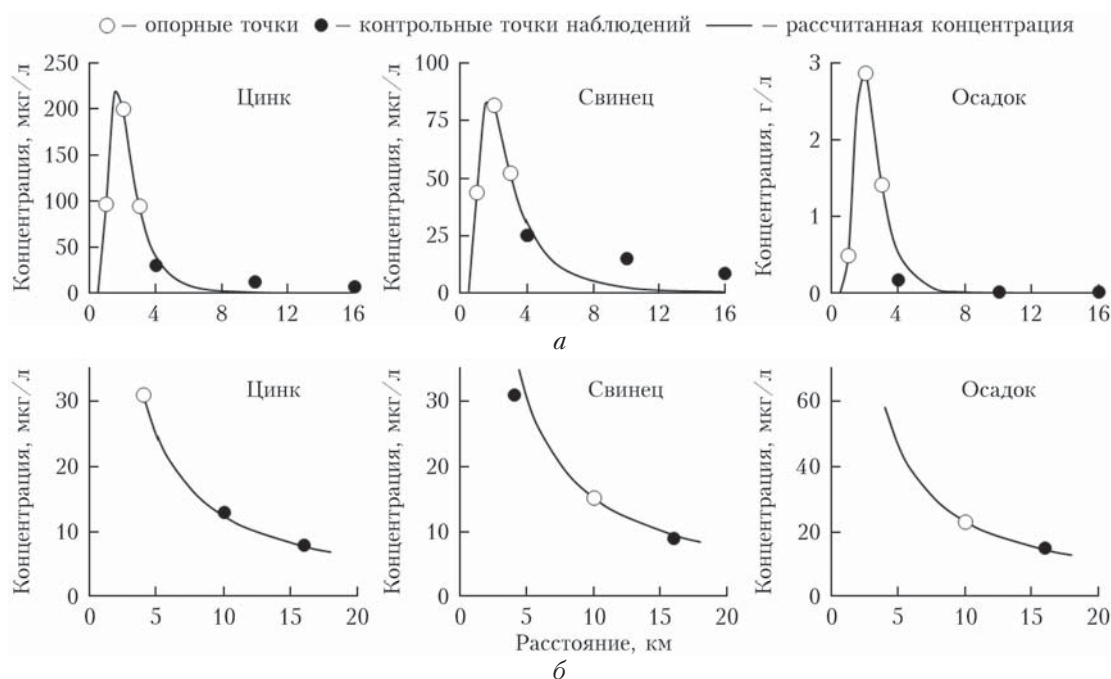 ○ – опорные точки ● – контрольные точки наблюдений — – рассчитанная концентрация
Концентрация, мкг/л
250
200
150
100
50
0
Цинк
0 4 8 12 16
Концентрация, мкг/л
100
75
50
25
0
Свинец
0 4 8 12 16
Концентрация, г/л
3
2
1
0
Осадок
0 4 8 12 16
а
Концентрация, мкг/л
30
20
10
0
Цинк
0 5 10 15 20
Концентрация, мкг/л
30
20
10
0
Свинец
0 5 10 15 20
Концентрация, мкг/л
60
40
20
0
Осадок
0 5 10 15 20
Расстояние, км
б